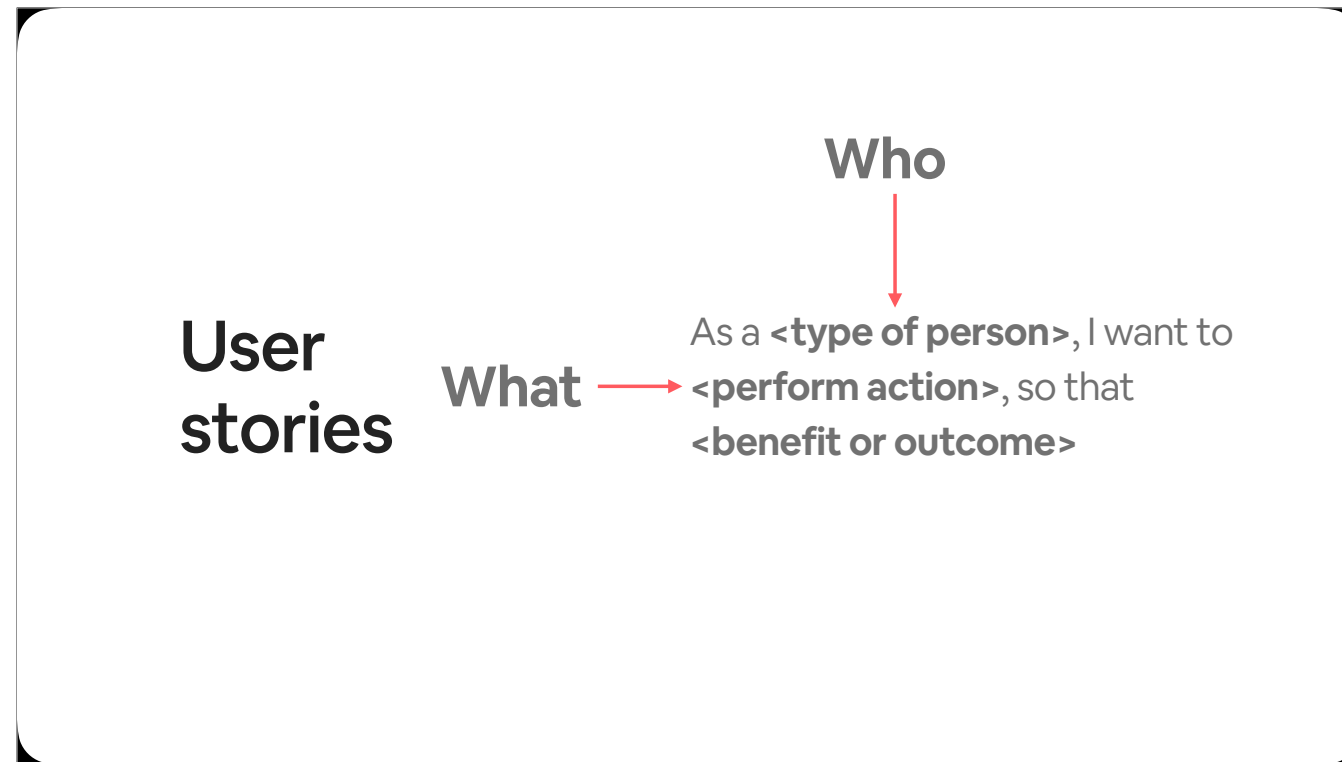 Who
User
stories
What
As a <type of person>, I want to
<perform action>, so that
<benefit or outcome>